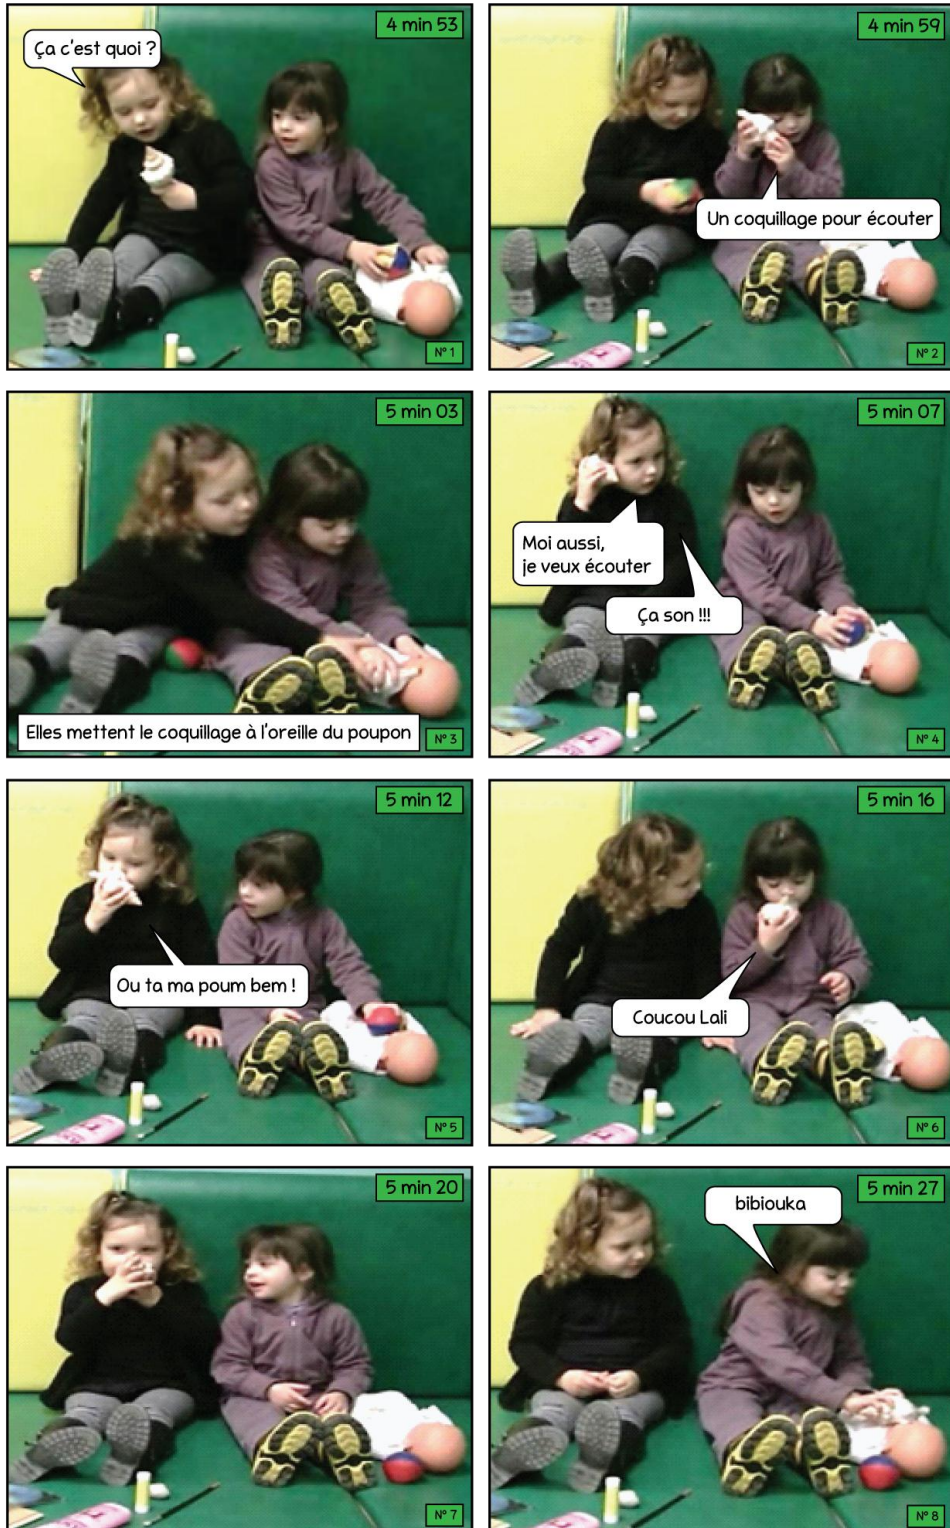 4 min 53
Ça c'est quoi ?
N° 1
4 min 59
Un coquillage pour écouter
N° 2
5 min 03
Elles mettent le coquillage à l'oreille du poupon
N° 3
5 min 07
Moi aussi,
je veux écouter
Ça son !!!
N° 4
5 min 12
Ou ta ma poum bem !
N° 5
5 min 16
Coucou Lali
N° 6
5 min 20
N° 7
5 min 27
bibiouka
N° 8